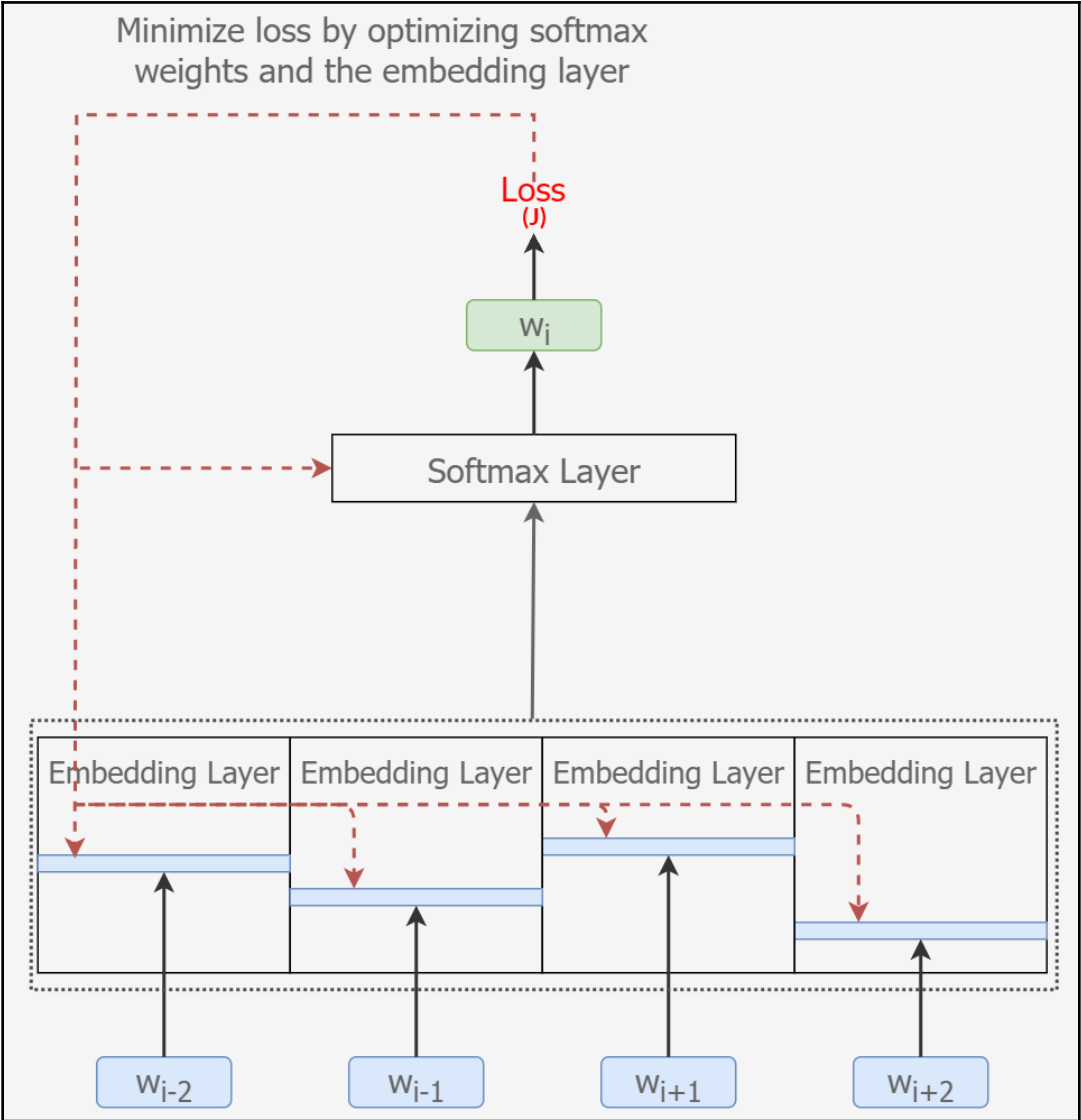 Minimize loss by optimizing softmax
weights and the embedding layer
Loss
(J)
wi
Softmax Layer
Embedding Layer Embedding Layer Embedding Layer Embedding Layer
wi-2 wi-1 wi+1 wi+2